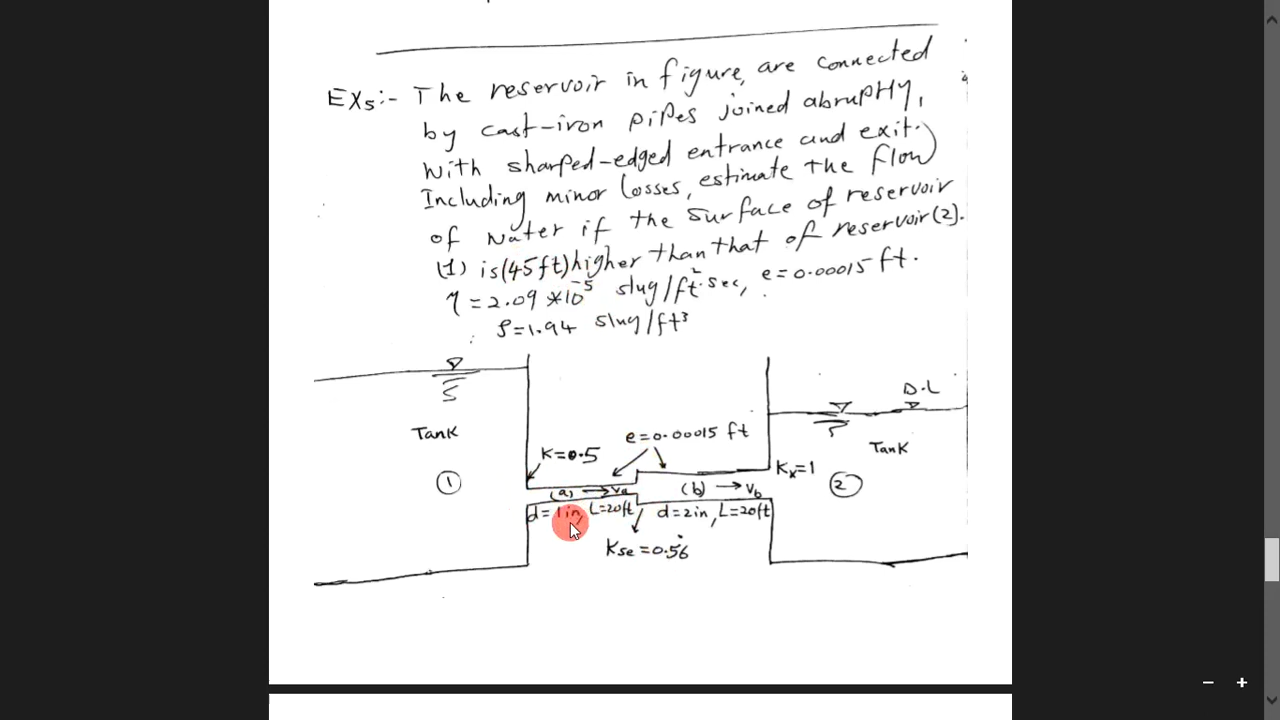 EX5:- The reservoir in figure, are connected
by cast-iron pipes joined abruptly,
with sharped-edged entrance and exit.
Including minor losses, estimate the flow
of water if the surface of reservoir
(1) is (45ft) higher than that of reservoir (2).
η = 2.09 *10⁻⁵ slug/ft².sec, e=0.00015 ft.
ρ=1.94 slug/ft³
D.L
Tank
Tank
e=0.00015 ft
K=0.5
Kx=1
1
2
(a) → Va
(b) → Vb
d=1in, L=20ft
d=2in, L=20ft
Kse=0.56